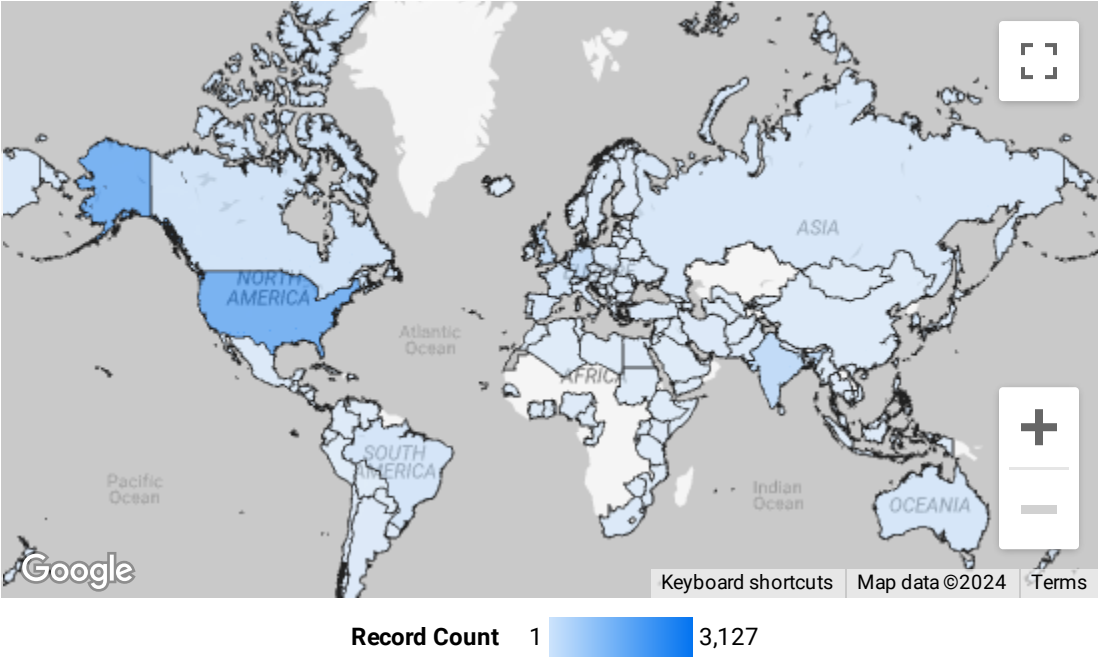 ASIA
NORTH
AMERICA
EUROPE
Atlantic
Ocean
AFRICA
SOUTH
AMERICA
Pacific
Ocean
Indian
Ocean
OCEANIA
Google
Keyboard shortcuts
Map data ©2024
Terms
Record Count 1 3,127